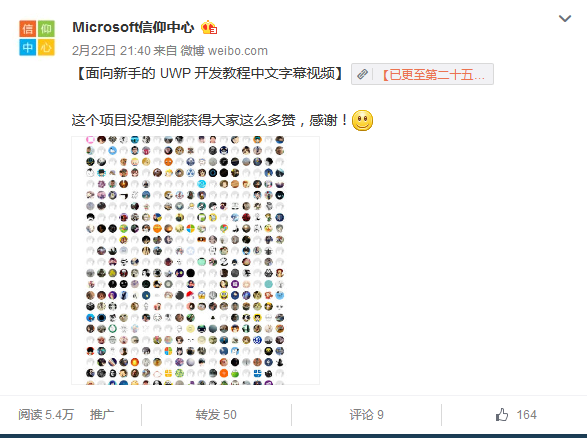 信仰
中心
Microsoft信仰中心
2月22日 21:40 来自 微博 weibo.com
【面向新手的 UWP 开发教程中文字幕视频】 【已更至第二十五...
这个项目没想到能获得大家这么多赞，感谢！
阅读 5.4万 推广 转发 50 评论 9 164